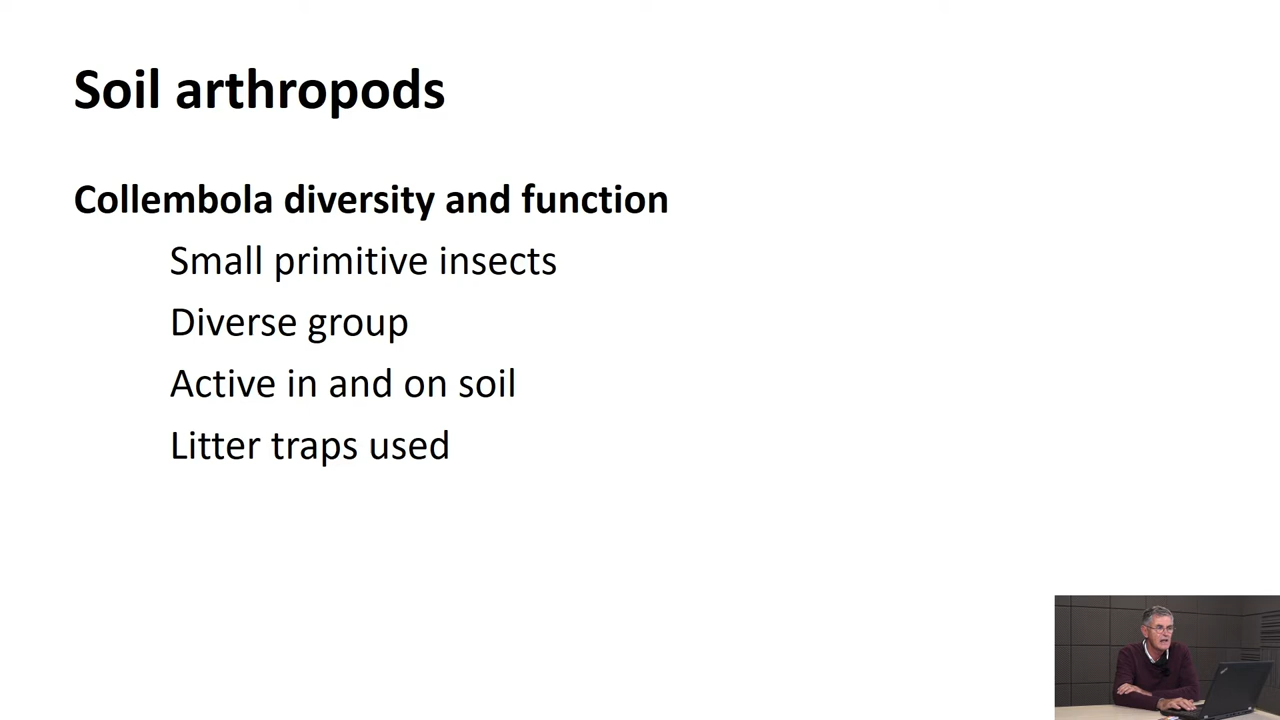 Soil arthropods
Collembola diversity and function
Small primitive insects
Diverse group
Active in and on soil
Litter traps used